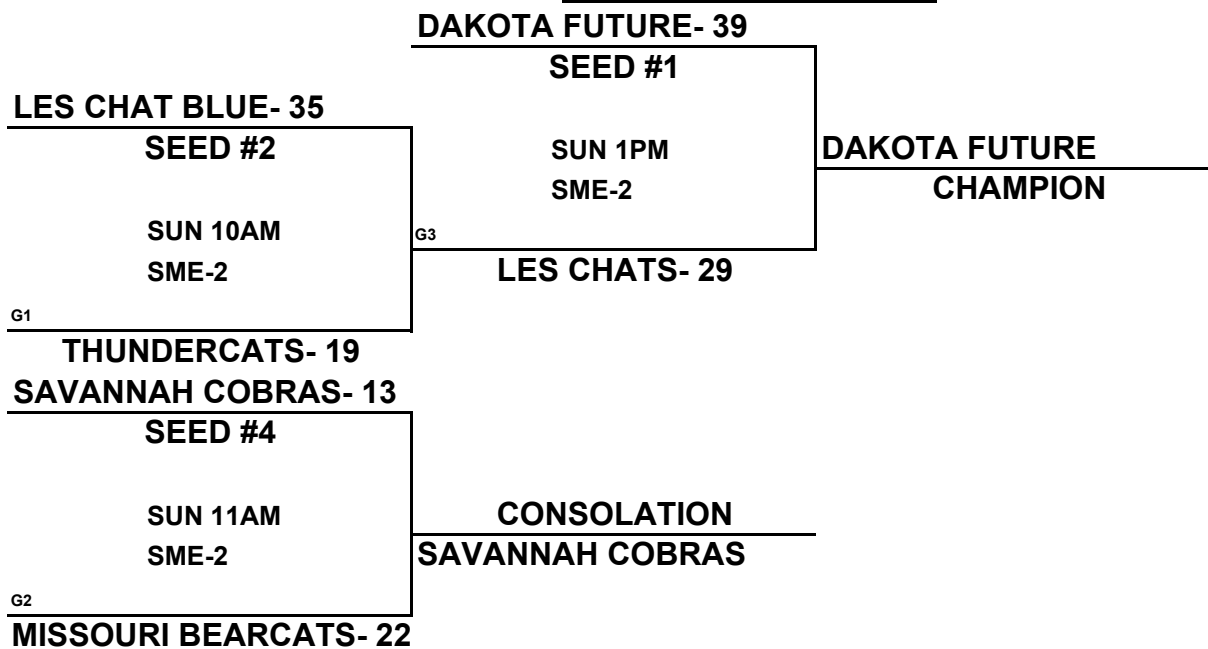 DAKOTA FUTURE- 39
SEED #1
LES CHAT BLUE- 35
SEED #2
SUN 1PM
DAKOTA FUTURE
SME-2
CHAMPION
SUN 10AM
G3
SME-2
LES CHATS- 29
G1
THUNDERCATS- 19
SAVANNAH COBRAS- 13
SEED #4
SUN 11AM
CONSOLATION
SME-2
SAVANNAH COBRAS
G2
MISSOURI BEARCATS- 22